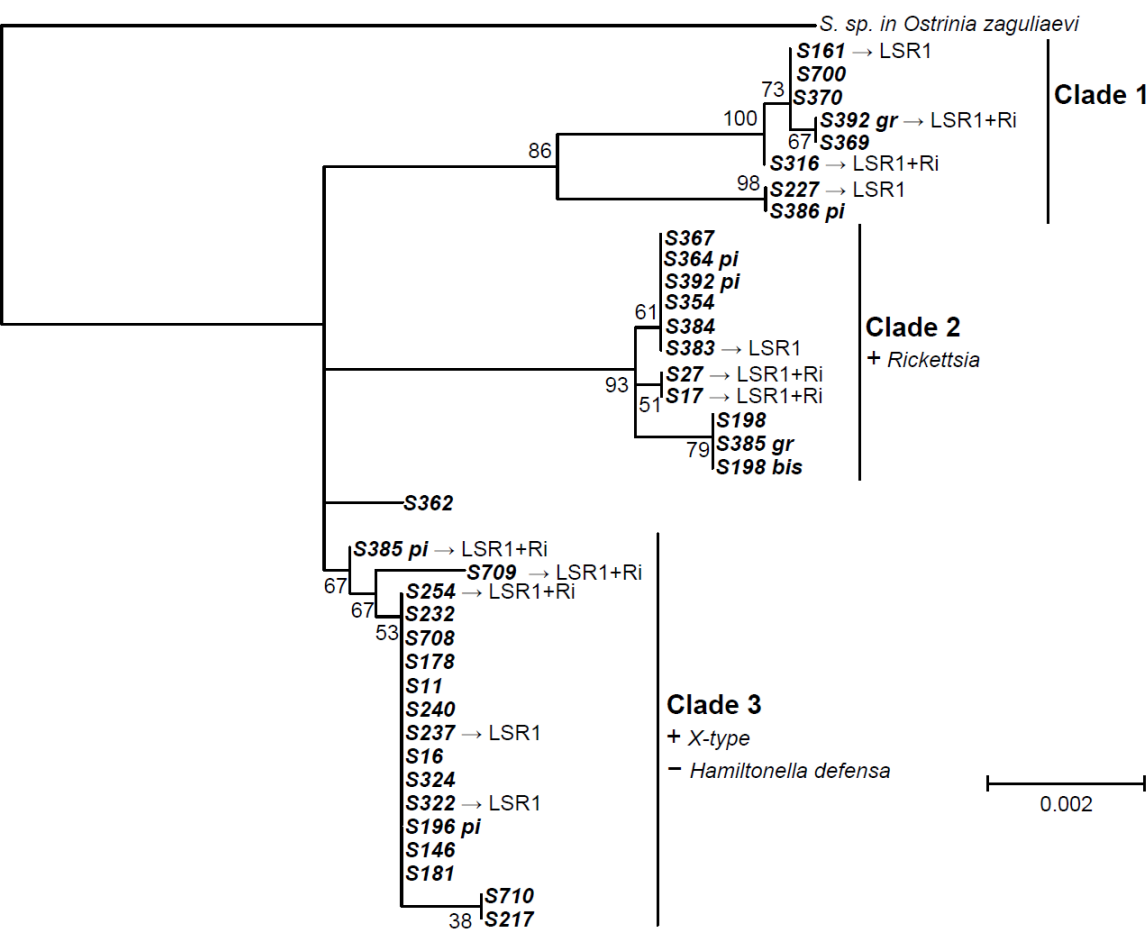 S. sp. in Ostrinia zaguliaevi
S161 → LSR1
S700
73
S370
Clade 1
100
S392 gr → LSR1+Ri
67
S369
86
S316 → LSR1+Ri
98
S227 → LSR1
S386 pi
S367
S364 pi
S392 pi
S354
61
S384
Clade 2
S383 → LSR1
+ Rickettsia
S27 → LSR1+Ri
93
51
S17 → LSR1+Ri
S198
79
S385 gr
S198 bis
S362
S385 pi → LSR1+Ri
67
S709 → LSR1+Ri
S254 → LSR1+Ri
67
S232
53
S708
S178
S11
S240
Clade 3
S237 → LSR1
+ X-type
S16
− Hamiltonella defensa
S324
S322 → LSR1
0.002
S196 pi
S146
S181
S710
38
S217